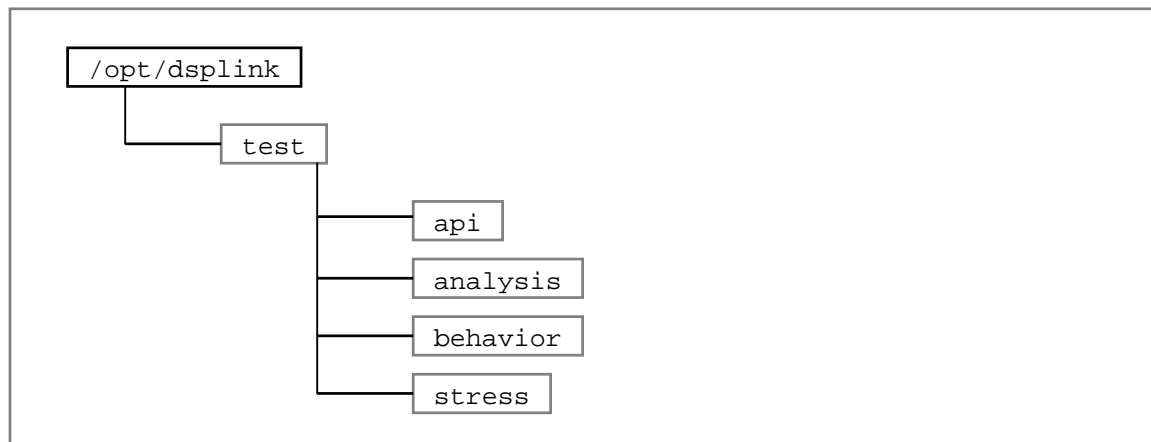 /opt/dsplink
test
api
analysis
behavior
stress